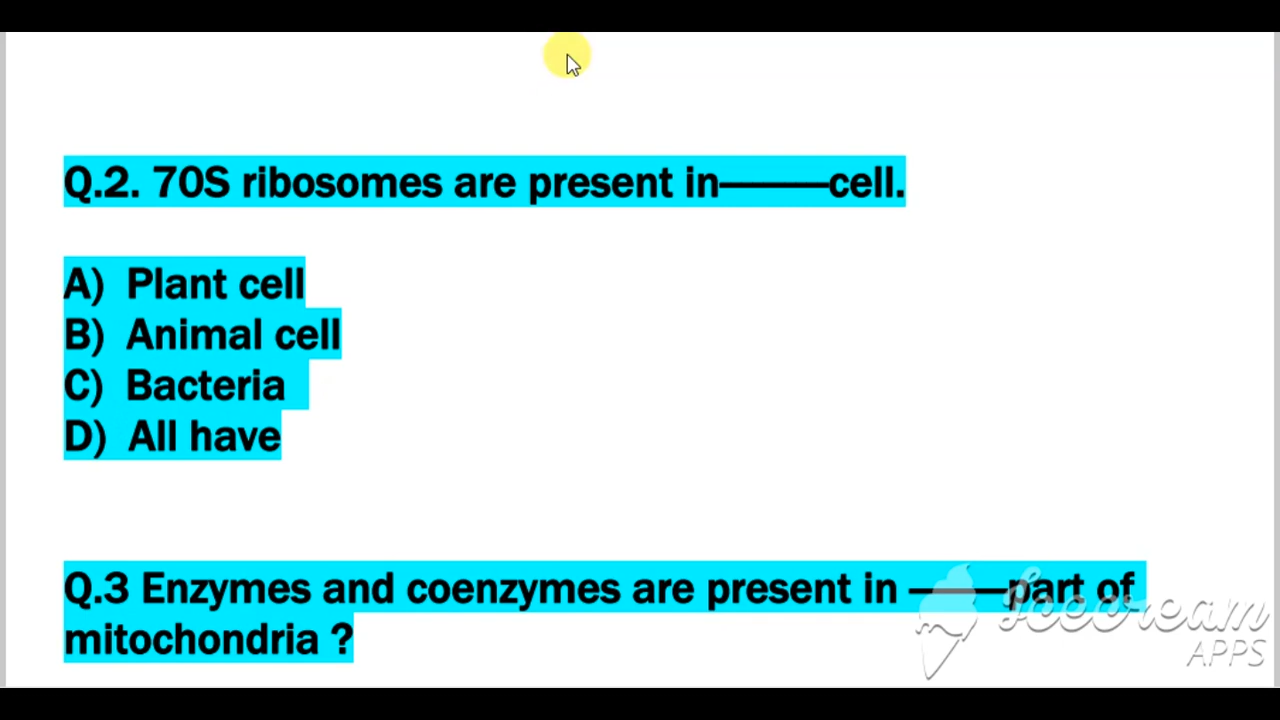 Q.2. 70S ribosomes are present in———cell.
A) Plant cell
B) Animal cell
C) Bacteria
D) All have
Q.3 Enzymes and coenzymes are present in ———part of
mitochondria ?
Icecream
APPS